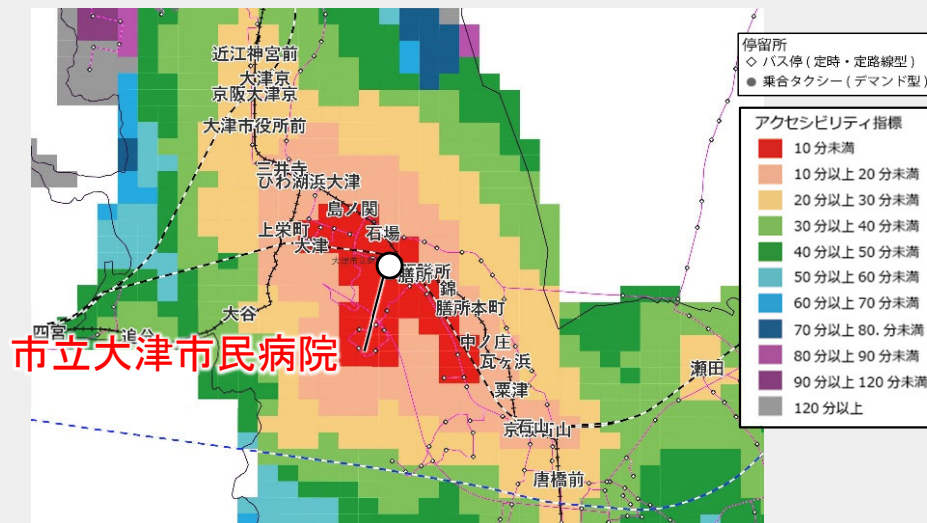 近江神宮前
大津京
京阪大津京
大津市役所前
三井寺
びわ湖浜大津
島ノ関
上栄町
石場
大津
膳所
錦
膳所本町
大谷
四宮
追分
中ノ庄
瓦ヶ浜
瀬田
粟津
石山
唐橋前
市立大津市民病院
停留所
◇ バス停 ( 定時・定路線型 )
● 乗合タクシー ( デマンド型 )
アクセシビリティ指標
10 分未満
10 分以上 20 分未満
20 分以上 30 分未満
30 分以上 40 分未満
40 分以上 50 分未満
50 分以上 60 分未満
60 分以上 70 分未満
70 分以上 80. 分未満
80 分以上 90 分未満
90 分以上 120 分未満
120 分以上